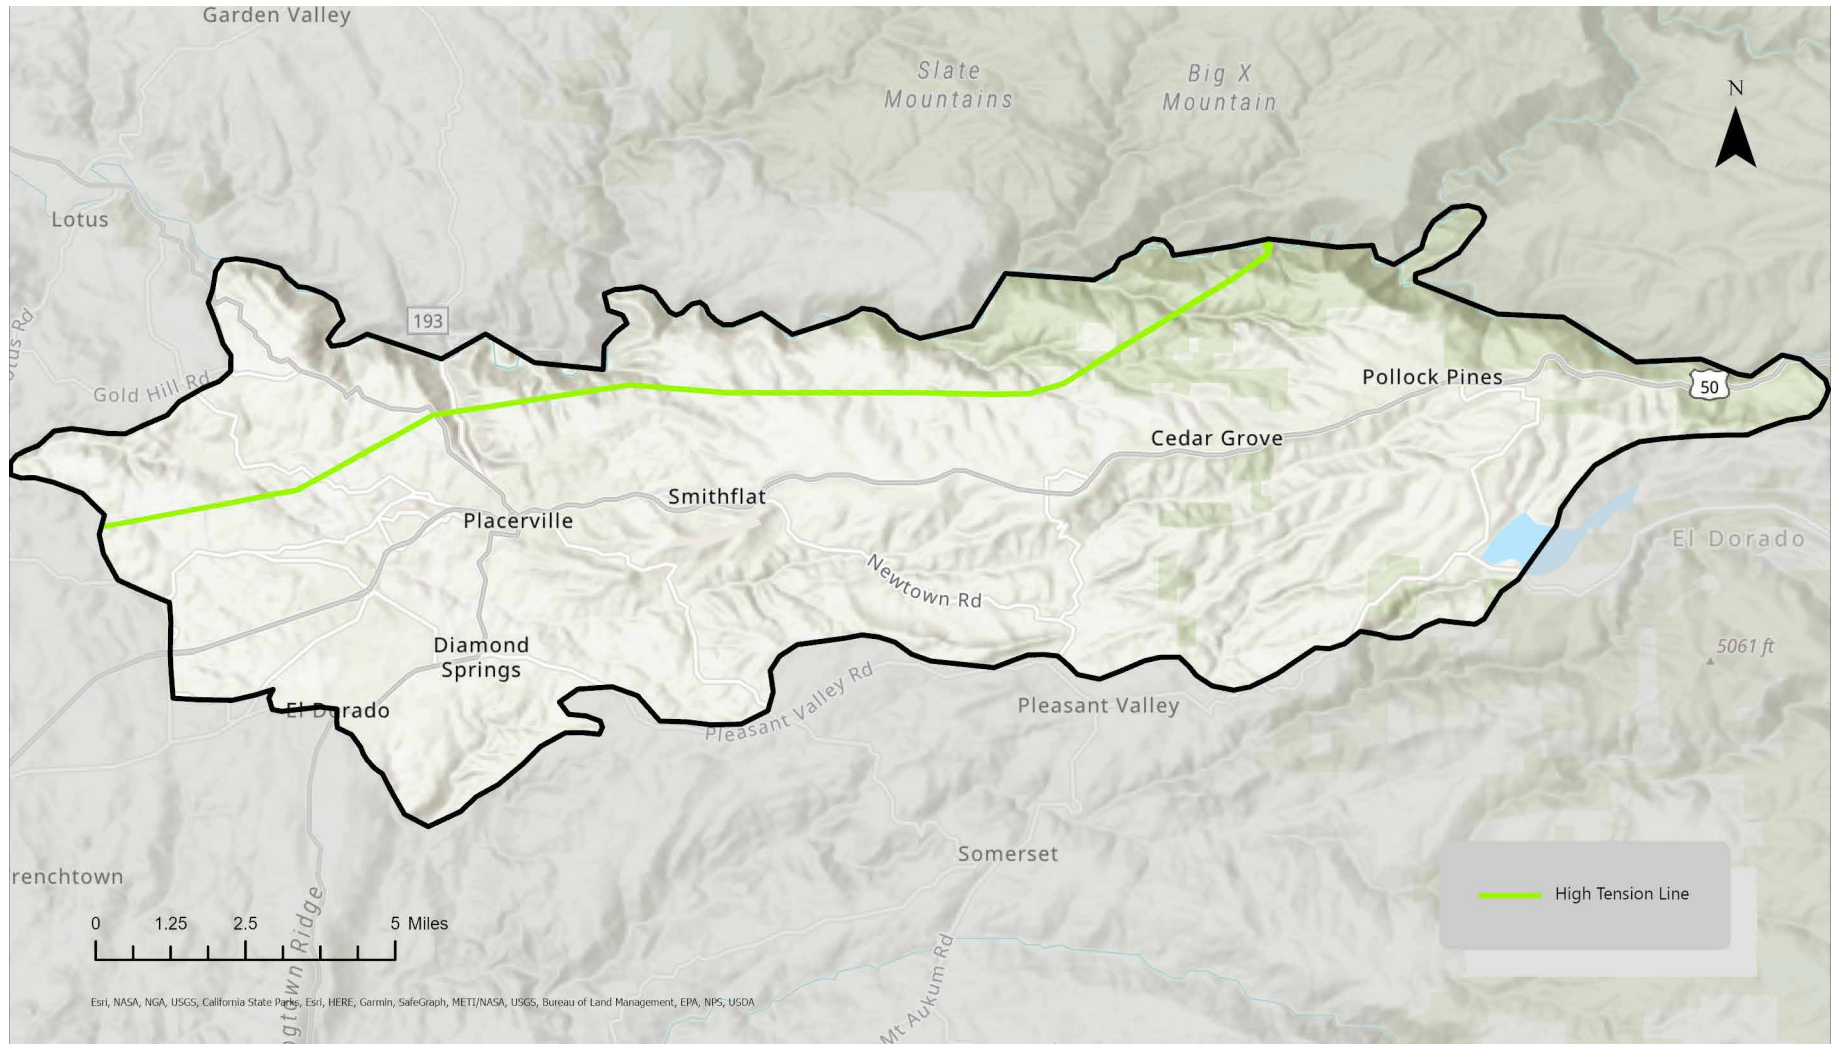 Garden Valley
Slate
Mountains
Big X
Mountain
N
Lotus
193
Gold Hill Rd
Pollock Pines
50
Cedar Grove
Smithflat
Placerville
El Dorado
Newtown Rd
Diamond
Springs
5061 ft
El Dorado
Pleasant Valley Rd
Pleasant Valley
Somerset
renchtown
High Tension Line
0 1.25 2.5 5 Miles
ogtown Ridge
Mt Aukum Rd
Esri, NASA, NGA, USGS, California State Parks, Esri, HERE, Garmin, SafeGraph, METI/NASA, USGS, Bureau of Land Management, EPA, NPS, USDA